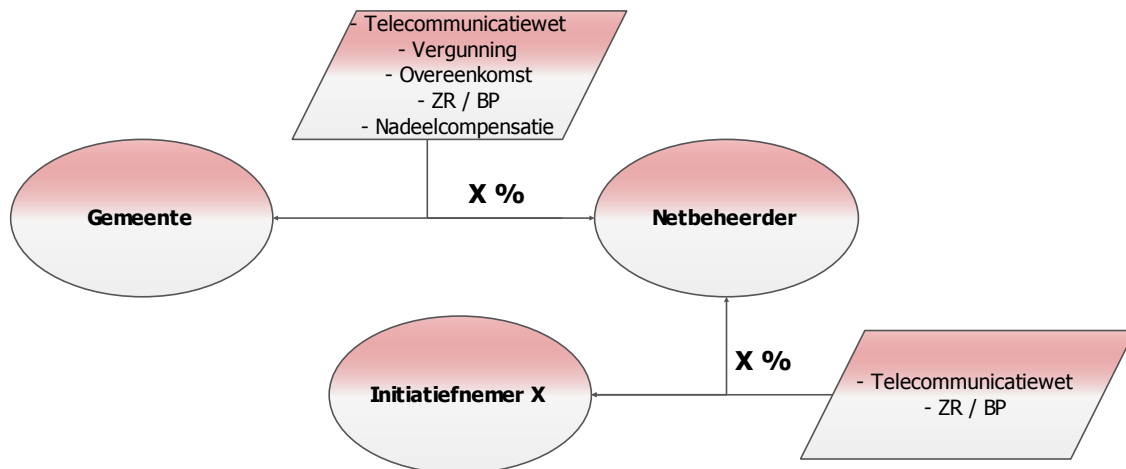 - Telecommunicatiewet
- Vergunning
- Overeenkomst
- ZR / BP
- Nadeelcompensatie
X %
Gemeente
Netbeheerder
X %
Initiatiefnemer X
- Telecommunicatiewet
- ZR / BP